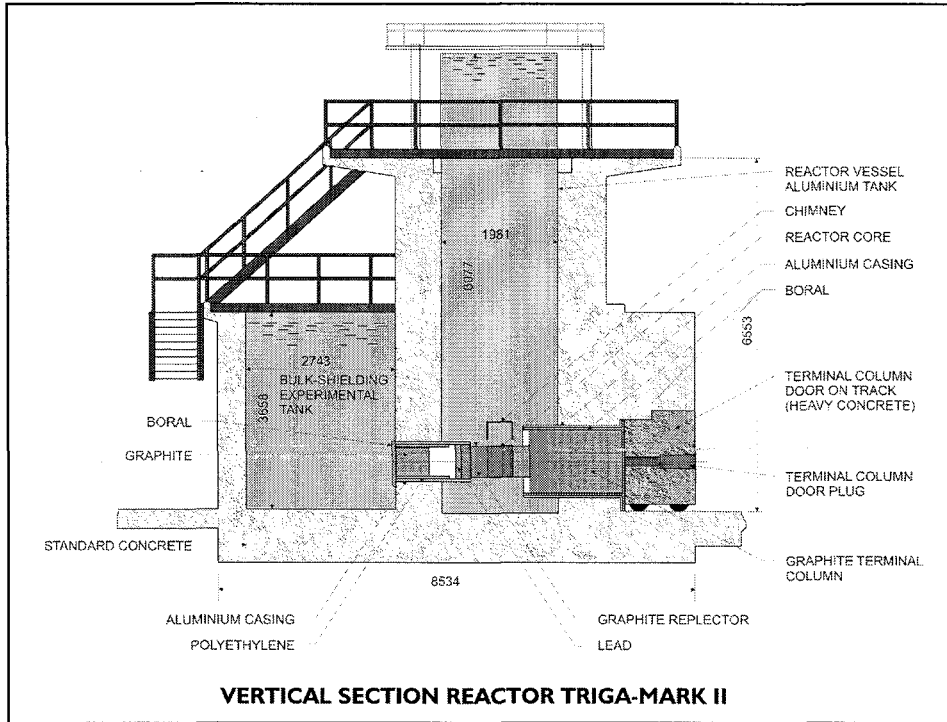 REACTOR VESSEL
ALUMINIUM TANK
CHIMNEY
REACTOR CORE
ALUMINIUM CASING
BORAL
1981
6553
2743
BULK-SHIELDING
EXPERIMENTAL
TANK
3658
TERMINAL COLUMN
DOOR ON TRACK
(HEAVY CONCRETE)
BORAL
GRAPHITE
TERMINAL COLUMN
DOOR PLUG
STANDARD CONCRETE
GRAPHITE TERMINAL
COLUMN
8534
ALUMINIUM CASING
POLYETHYLENE
GRAPHITE REPLECTOR
LEAD
VERTICAL SECTION REACTOR TRIGA-MARK II